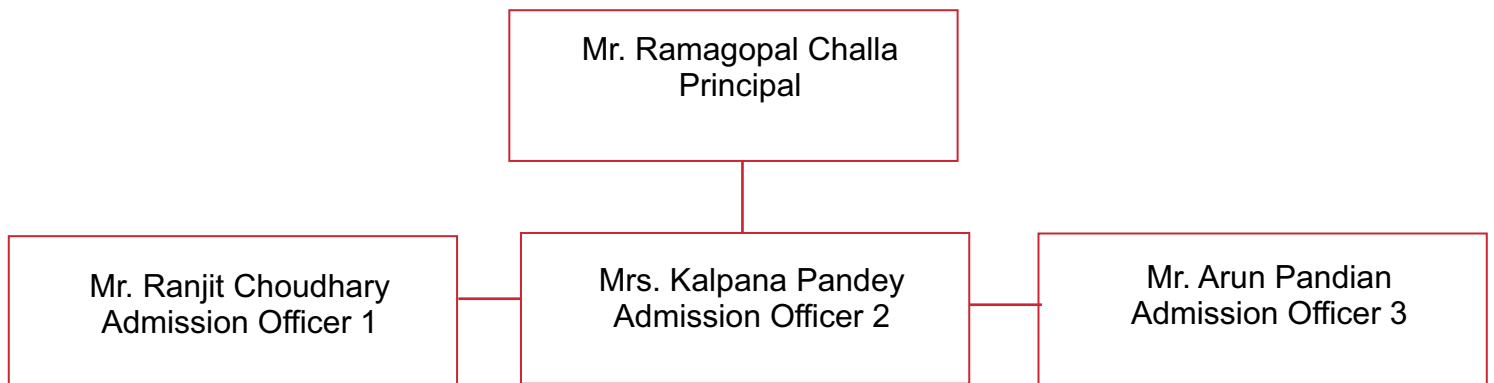 Mr. Ramagopal Challa
Principal
Mr. Ranjit Choudhary
Admission Officer 1
Mrs. Kalpana Pandey
Admission Officer 2
Mr. Arun Pandian
Admission Officer 3